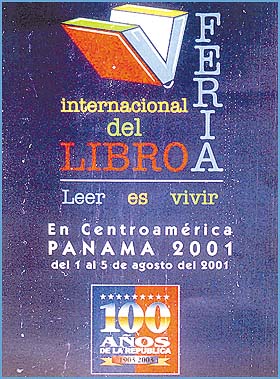 FERIA
internacional
del
LIBRO
Leer es vivir
En Centroamérica
PANAMA 2001
del 1 al 5 de agosto del 2001
100
AÑOS
DE LA REPUBLICA
1903-2003